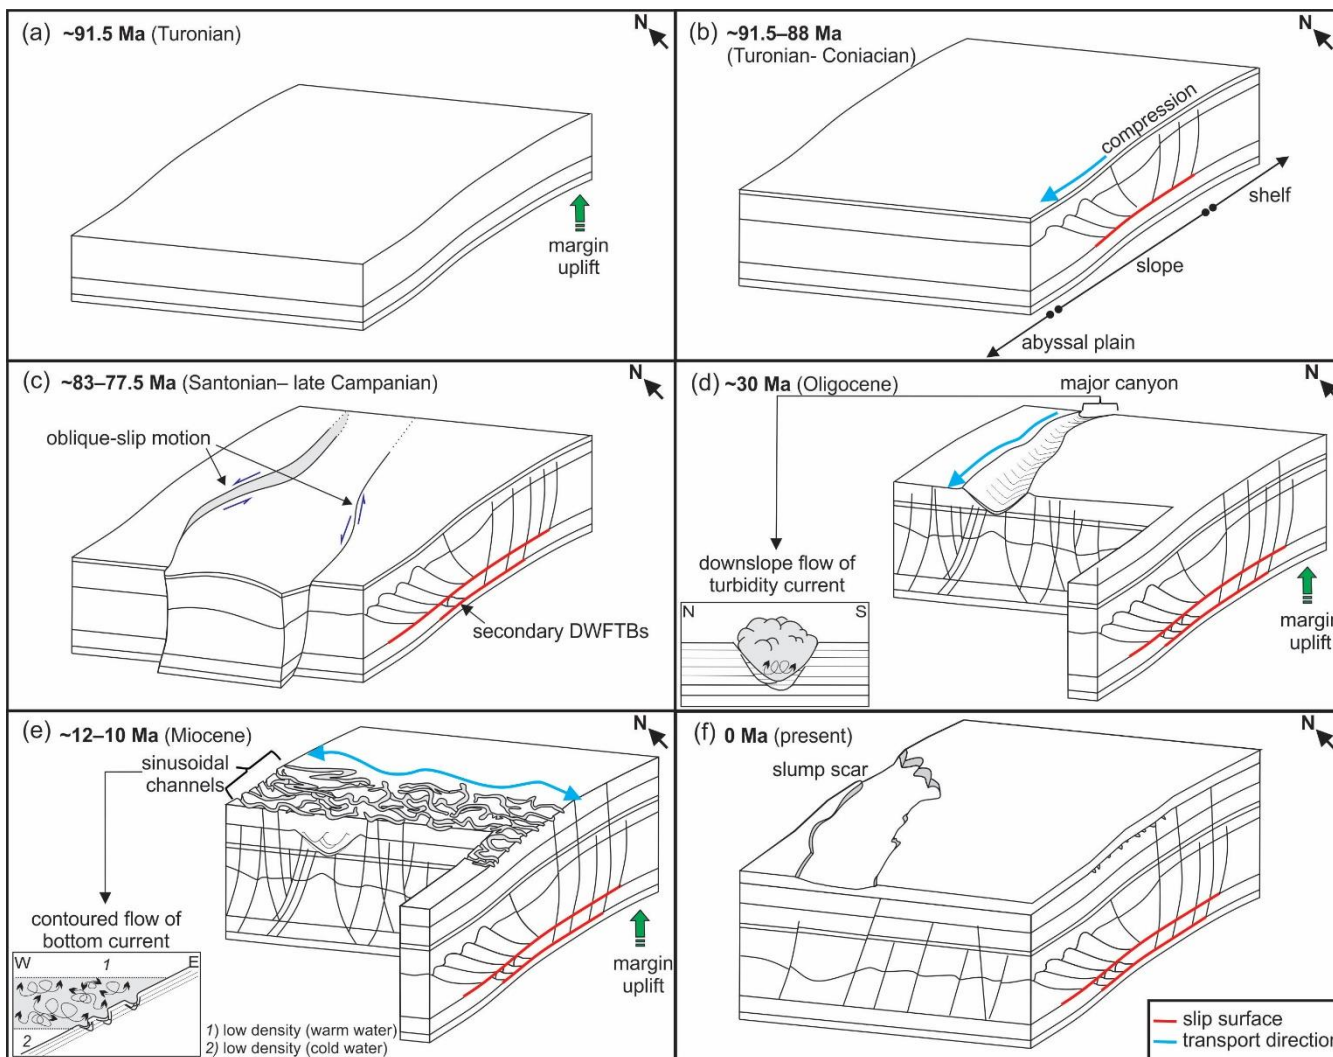 (a) ~91.5 Ma (Turonian)
N
margin
uplift
(b) ~91.5–88 Ma
(Turonian- Coniacian)
N
compression
shelf
slope
abyssal plain
(c) ~83–77.5 Ma (Santonian– late Campanian)
N
oblique-slip motion
secondary DWFTBs
(d) ~30 Ma (Oligocene)
major canyon
N
downslope flow of
turbidity current
N S
margin
uplift
(e) ~12–10 Ma (Miocene)
N
sinusoidal
channels
contoured flow of
bottom current
W 1 E
2
margin
uplift
1) low density (warm water)
2) low density (cold water)
(f) 0 Ma (present)
N
slump scar
slip surface
transport direction